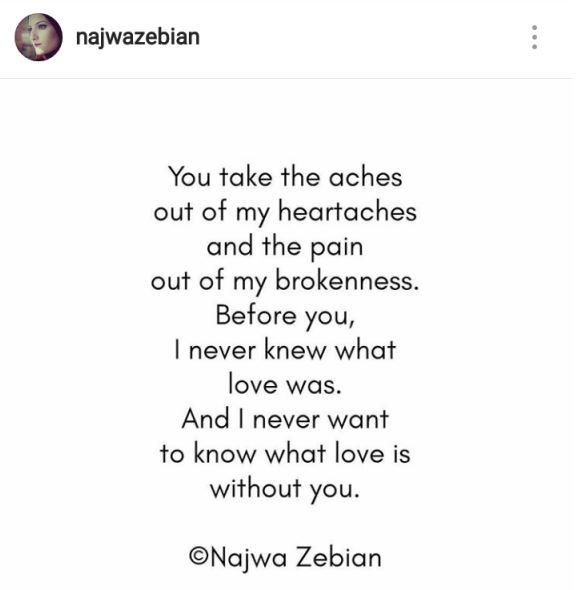 najwazebian
You take the aches
out of my heartaches
and the pain
out of my brokenness.
Before you,
I never knew what
love was.
And I never want
to know what love is
without you.
©Najwa Zebian